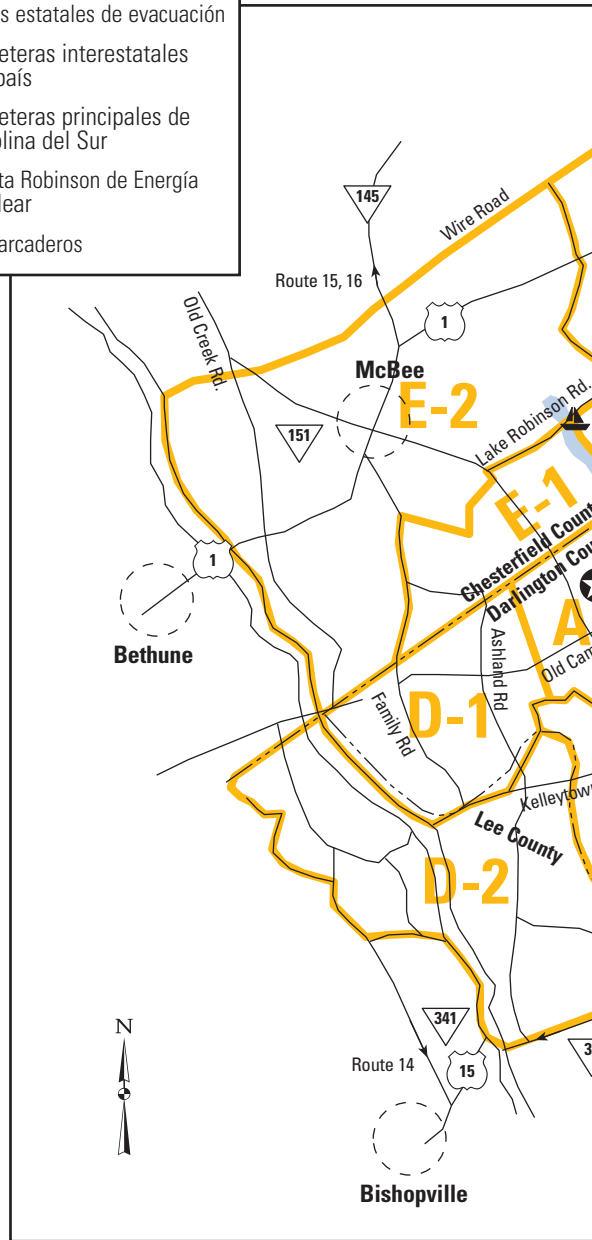 s estatales de evacuación
eteras interestatales
país
eteras principales de
olina del Sur
ta Robinson de Energía
lear
arcaderos
145
Wire Road
Route 15, 16
1
Old Creek Rd.
McBee
E-2
151
Lake Robinson Rd.
E-1
Chesterfield Count
Darlington Cou
1
Bethune
A
Ashland Rd
Old Cam
Family Rd
D-1
Kelleytown
Lee County
D-2
N
341
3
Route 14
15
Bishopville